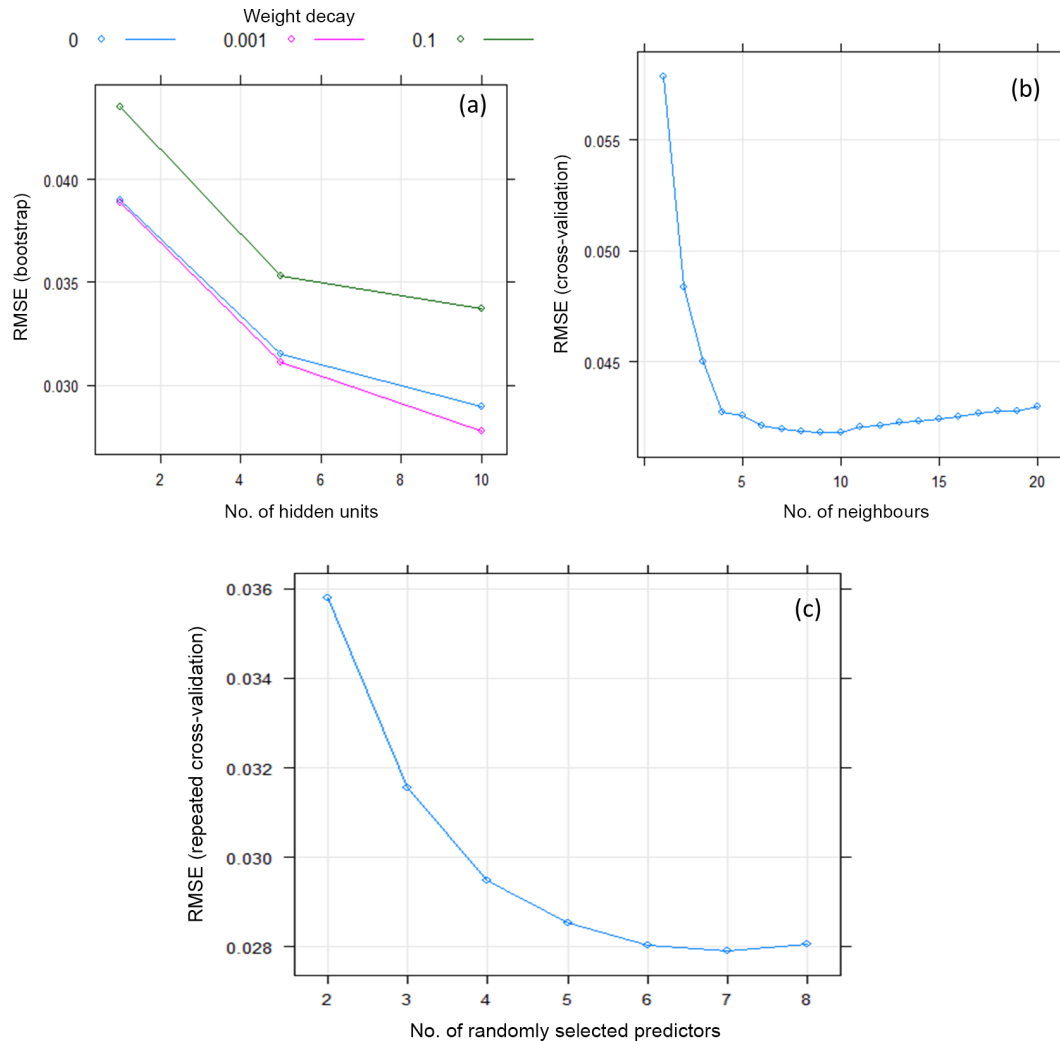 Weight decay
0 0.001 0.1
(a)
0.040
0.035
0.030
RMSE (bootstrap)
2 4 6 8 10
No. of hidden units
(b)
0.055
0.050
0.045
RMSE (cross-validation)
5 10 15 20
No. of neighbours
(c)
0.036
0.034
0.032
0.030
0.028
RMSE (repeated cross-validation)
2 3 4 5 6 7 8
No. of randomly selected predictors